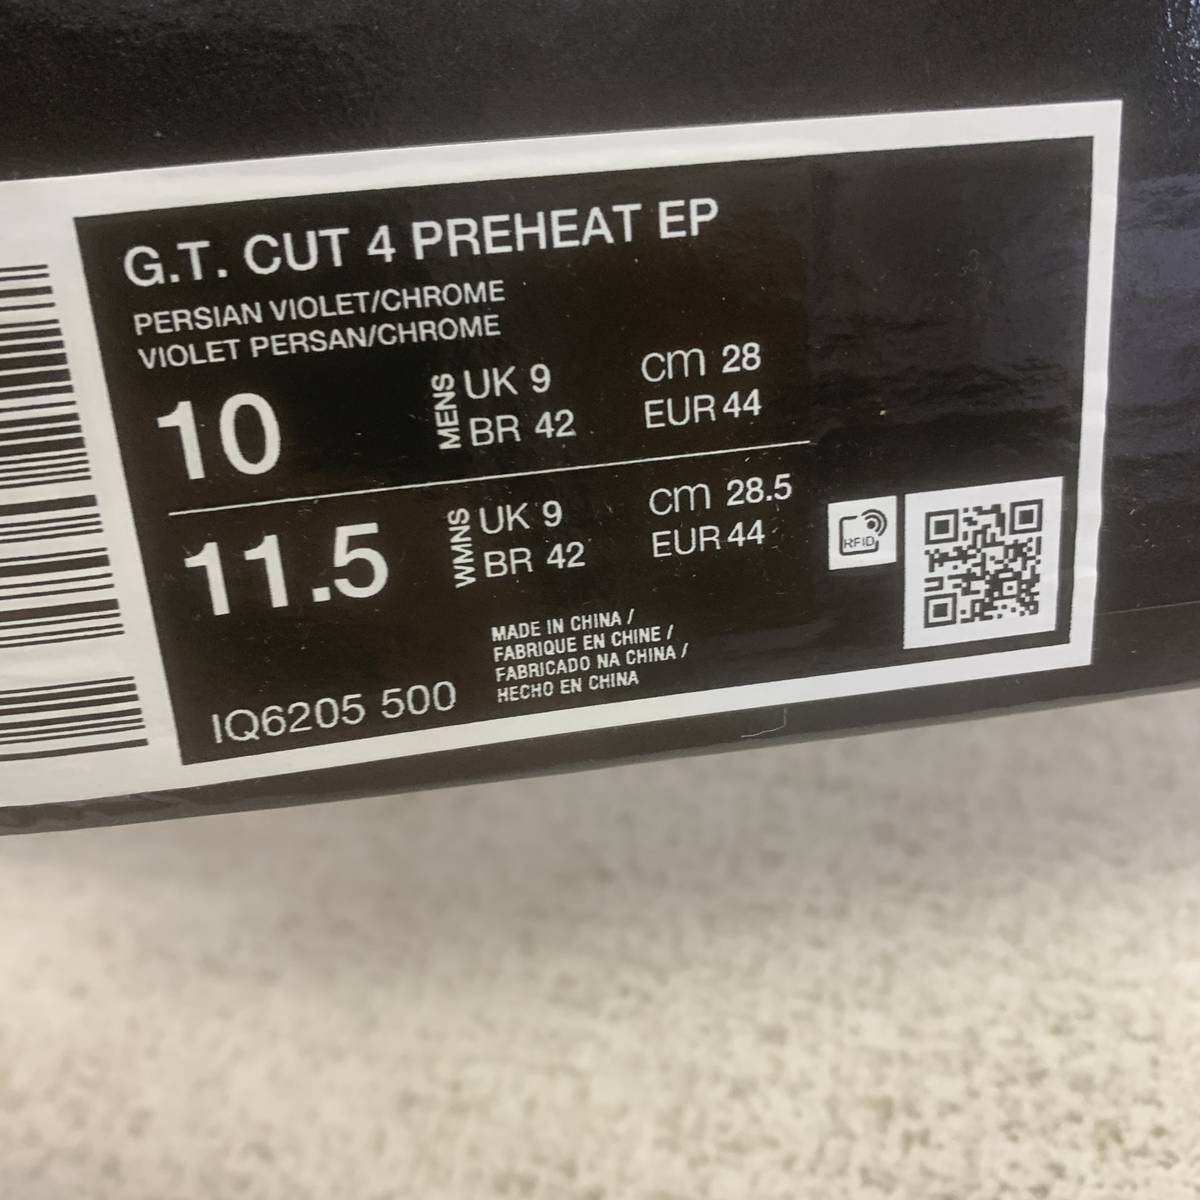 G.T. CUT 4 PREHEAT EP
PERSIAN VIOLET/CHROME
VIOLET PERSAN/CHROME
10 MENS UK 9 cm 28
BR 42 EUR 44
11.5 WMNS UK 9 cm 28.5
BR 42 EUR 44
RFID
MADE IN CHINA /
FABRIQUE EN CHINE /
FABRICADO NA CHINA /
HECHO EN CHINA
IQ6205 500